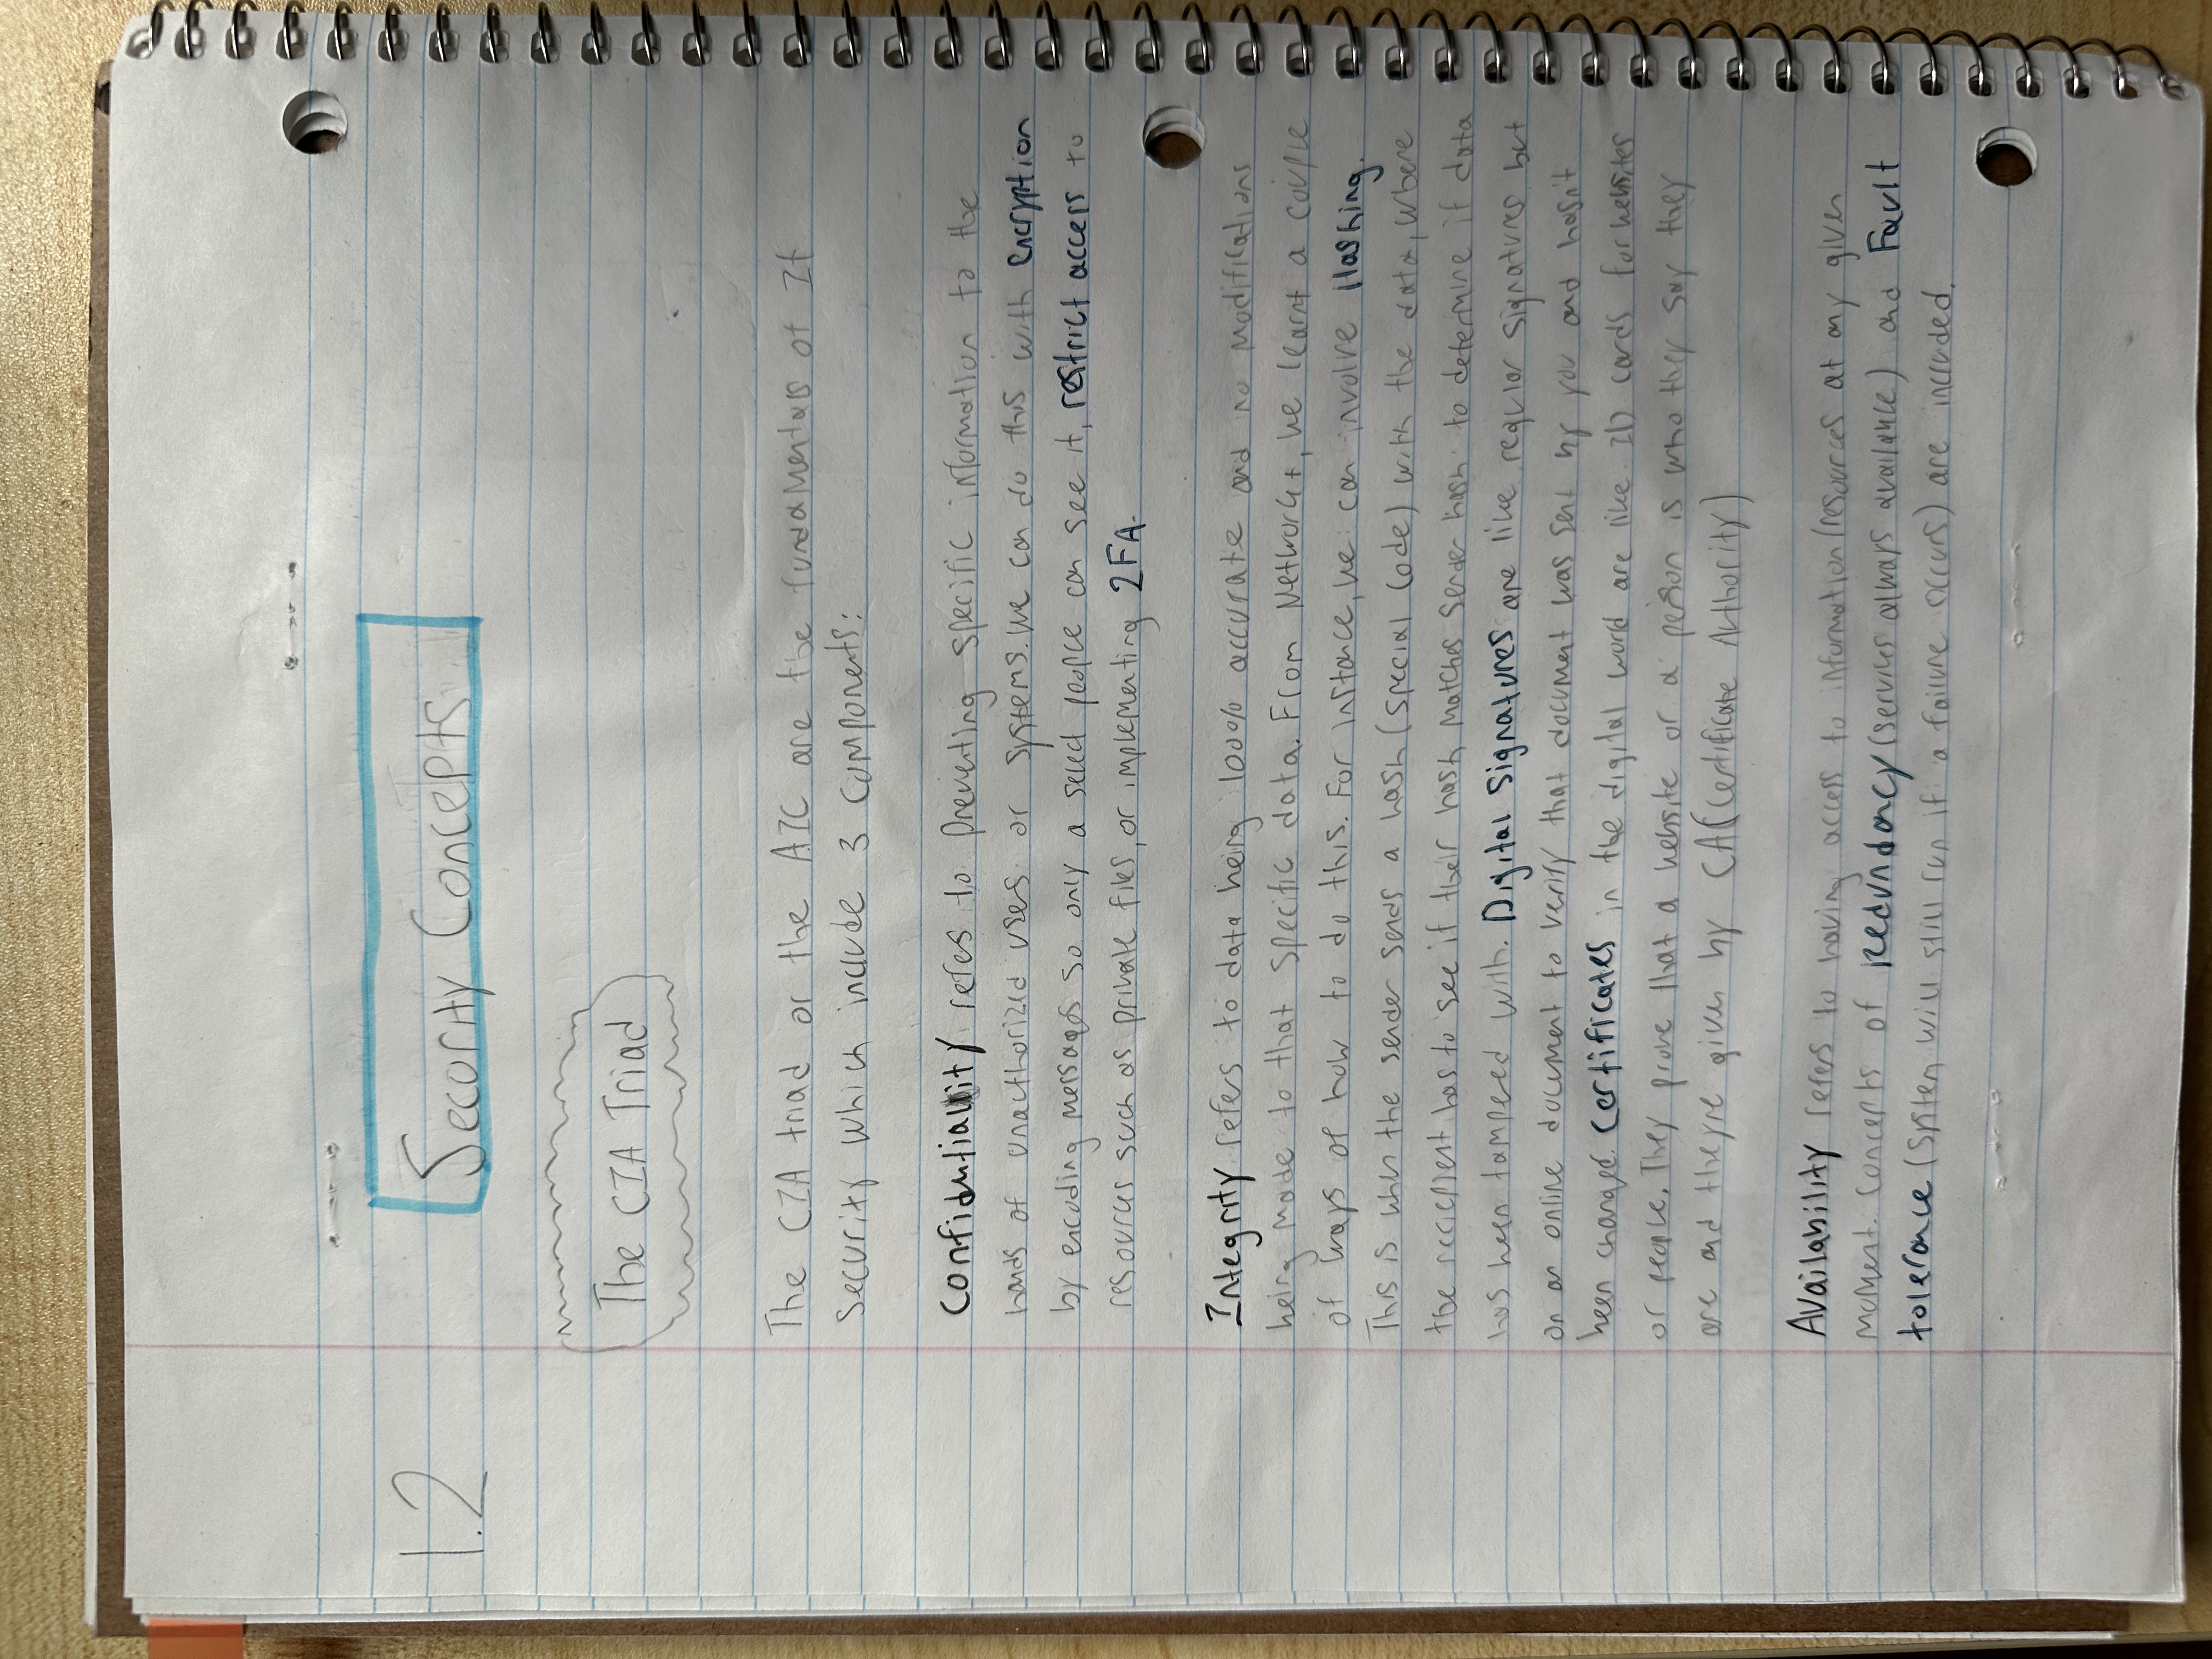 1.2 Security Concepts
The CIA Triad
The CIA triad or the AIC are the fundamentals of It
Security which include 3 components:
Confidentiality refers to preventing specific information to the
hands of unauthorized users or systems. We can do this with encryption
by encoding messages so only a select people can see it, restrict access to
resources such as private files, or implementing 2FA.
Integrity refers to data being 100% accurate and no modifications
being made to that specific data. From Network+, we learnt a couple
of ways of how to do this. For instance, we can involve Hashing.
This is when the sender sends a hash (special code) with the data, where
the reciepient has to see if their hash matches sender hash to determine if data
has been tampered with. Digital Signatures are like regular signatures but
on an online document to verify that document was sent by you and hasn't
been changed. Certificates in the digital world are like ID cards for websites
or people. They prove that a website or a person is who they say they
are and they're given by CA (Certificate Authority)
Availability refers to having access to information/resources at any given
moment. Concepts of Redundancy (services always available) and Fault
tolerance (system will still run if a failure occurs) are included.